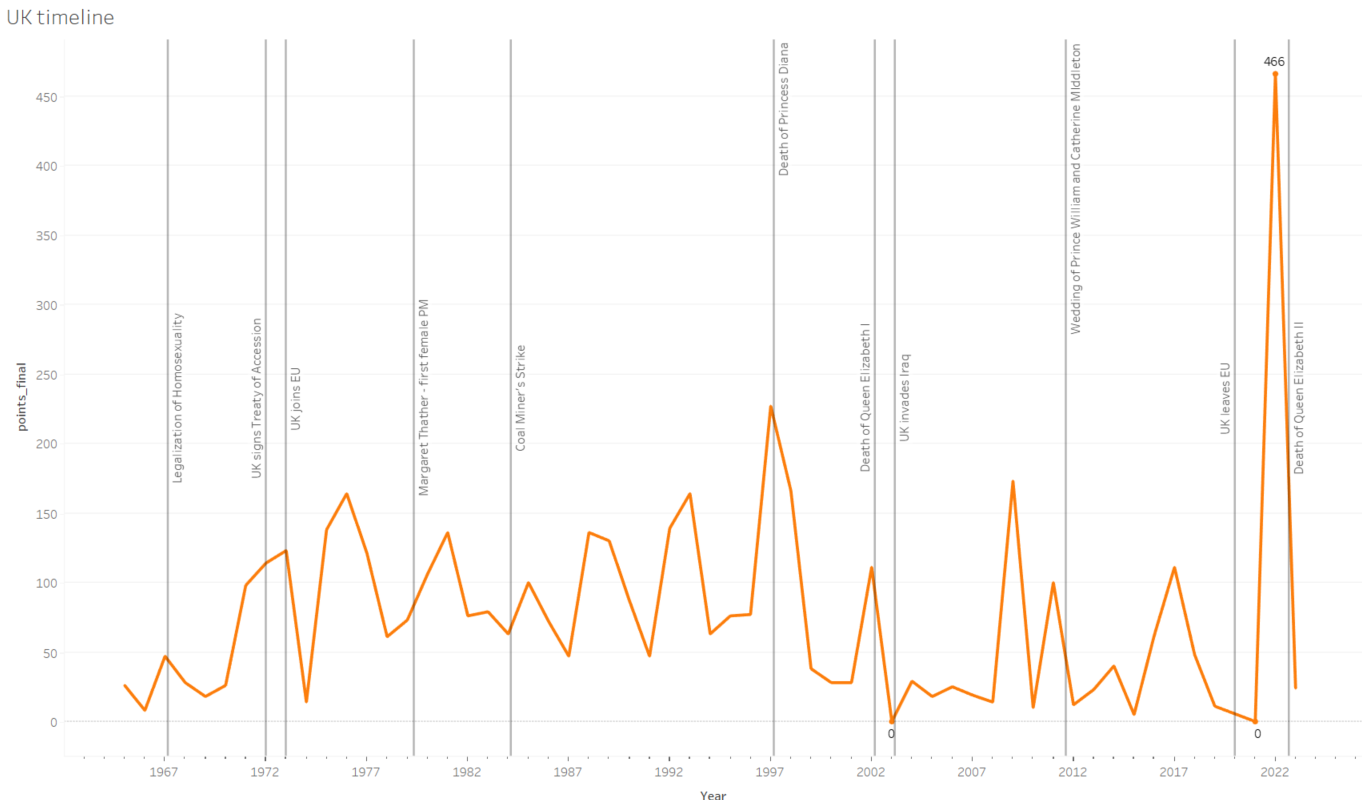 UK timeline
points_final
450
400
350
300
250
200
150
100
50
0
Legalization of Homosexuality
UK signs Treaty of Accession
UK joins EU
Margaret Thather - first female PM
Coal Miner's Strike
Death of Princess Diana
Death of Queen Elizabeth I
UK invades Iraq
Wedding of Prince William and Catherine MIddleton
UK leaves EU
Death of Queen Elizabeth II
466
0
0
1967
1972
1977
1982
1987
1992
1997
2002
2007
2012
2017
2022
Year